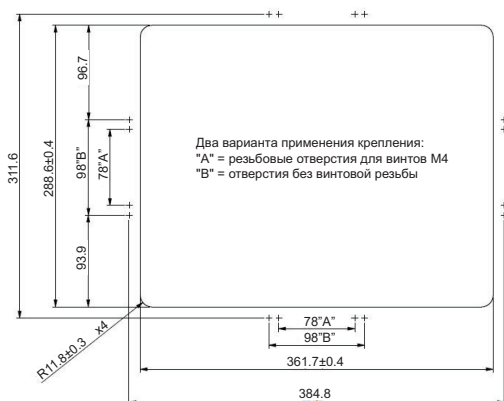 96.7
311.6
288.6±0.4
98"B"
78"A"
93.9
Два варианта применения крепления:
"A" = резьбовые отверстия для винтов М4
"B" = отверстия без винтовой резьбы
R11.8±0.3 x4
78"A"
98"B"
361.7±0.4
384.8